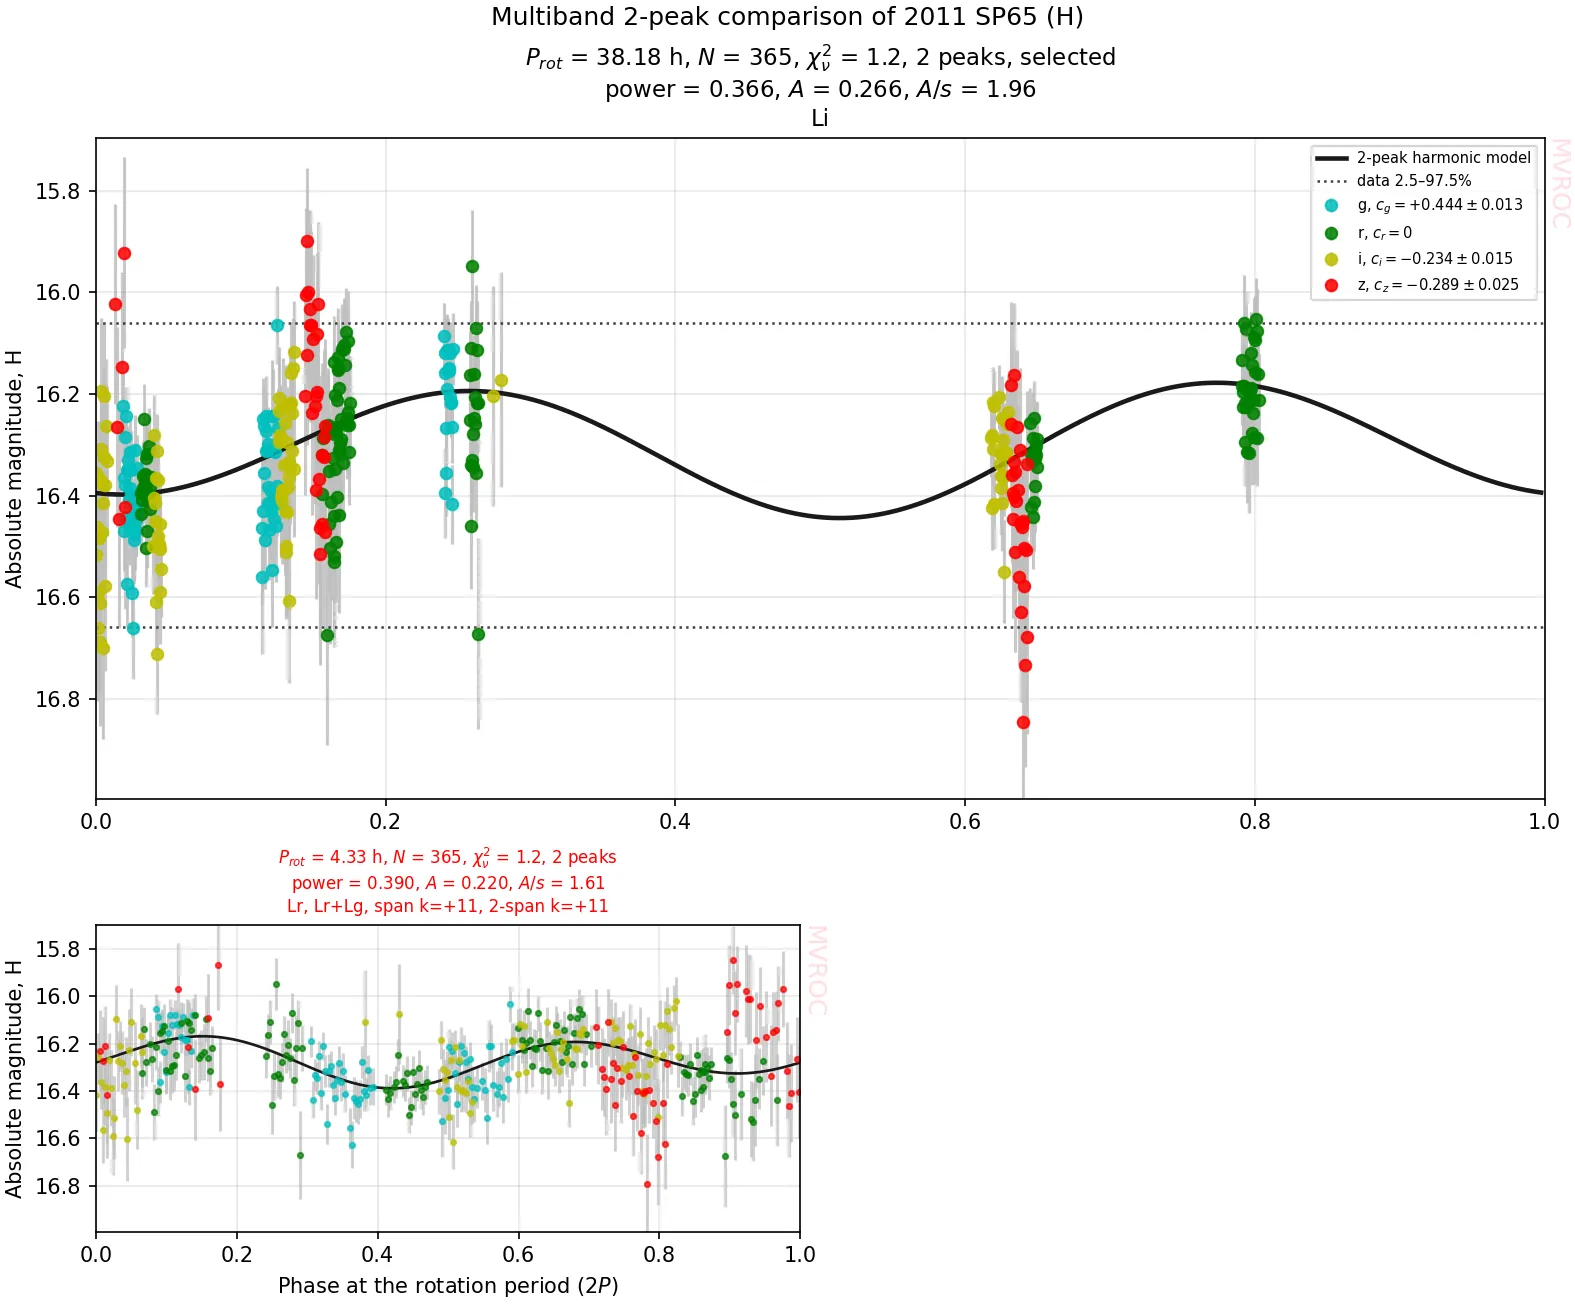 Multiband 2-peak comparison of 2011 SP65 (H)
P_rot = 38.18 h, N = 365, χ²_ν = 1.2, 2 peaks, selected
power = 0.366, A = 0.266, A/s = 1.96
Li
Absolute magnitude, H
15.8
16.0
16.2
16.4
16.6
16.8
0.0
0.2
0.4
0.6
0.8
1.0
2-peak harmonic model
data 2.5–97.5%
g, c_g = +0.444 ± 0.013
r, c_r = 0
i, c_i = −0.234 ± 0.015
z, c_z = −0.289 ± 0.025
MVROC
P_rot = 4.33 h, N = 365, χ²_ν = 1.2, 2 peaks
power = 0.390, A = 0.220, A/s = 1.61
Lr, Lr+Lg, span k=+11, 2-span k=+11
Absolute magnitude, H
15.8
16.0
16.2
16.4
16.6
16.8
0.0
0.2
0.4
0.6
0.8
1.0
Phase at the rotation period (2P)
MVROC